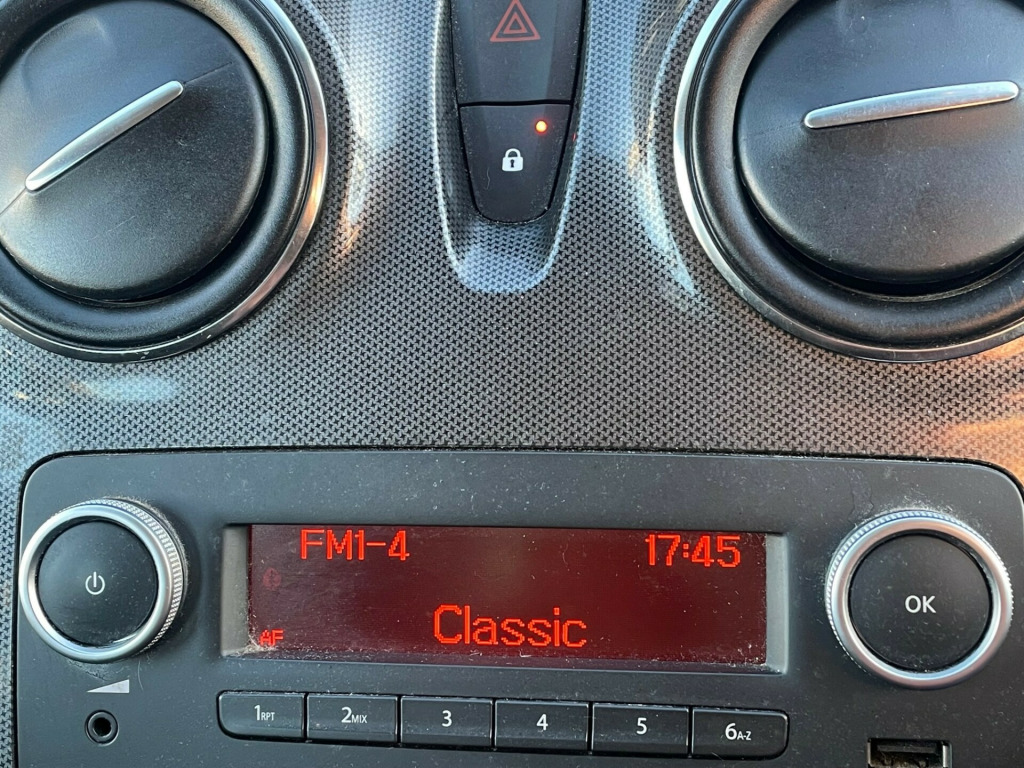 FM1-4 17:45
Classic
AF
OK
1RPT 2MIX 3 4 5 6A-Z